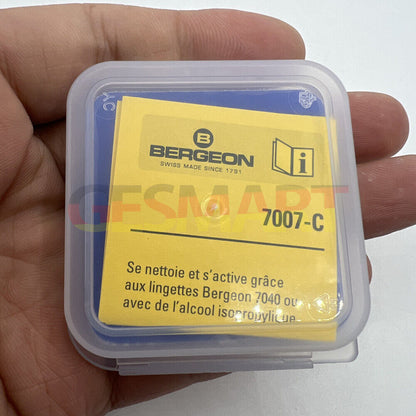 B
BERGEON
SWISS MADE SINCE 1791
i
GFSMART
7007-C
Se nettoie et s'active grâce
aux lingettes Bergeon 7040 ou
avec de l'alcool isopropylique